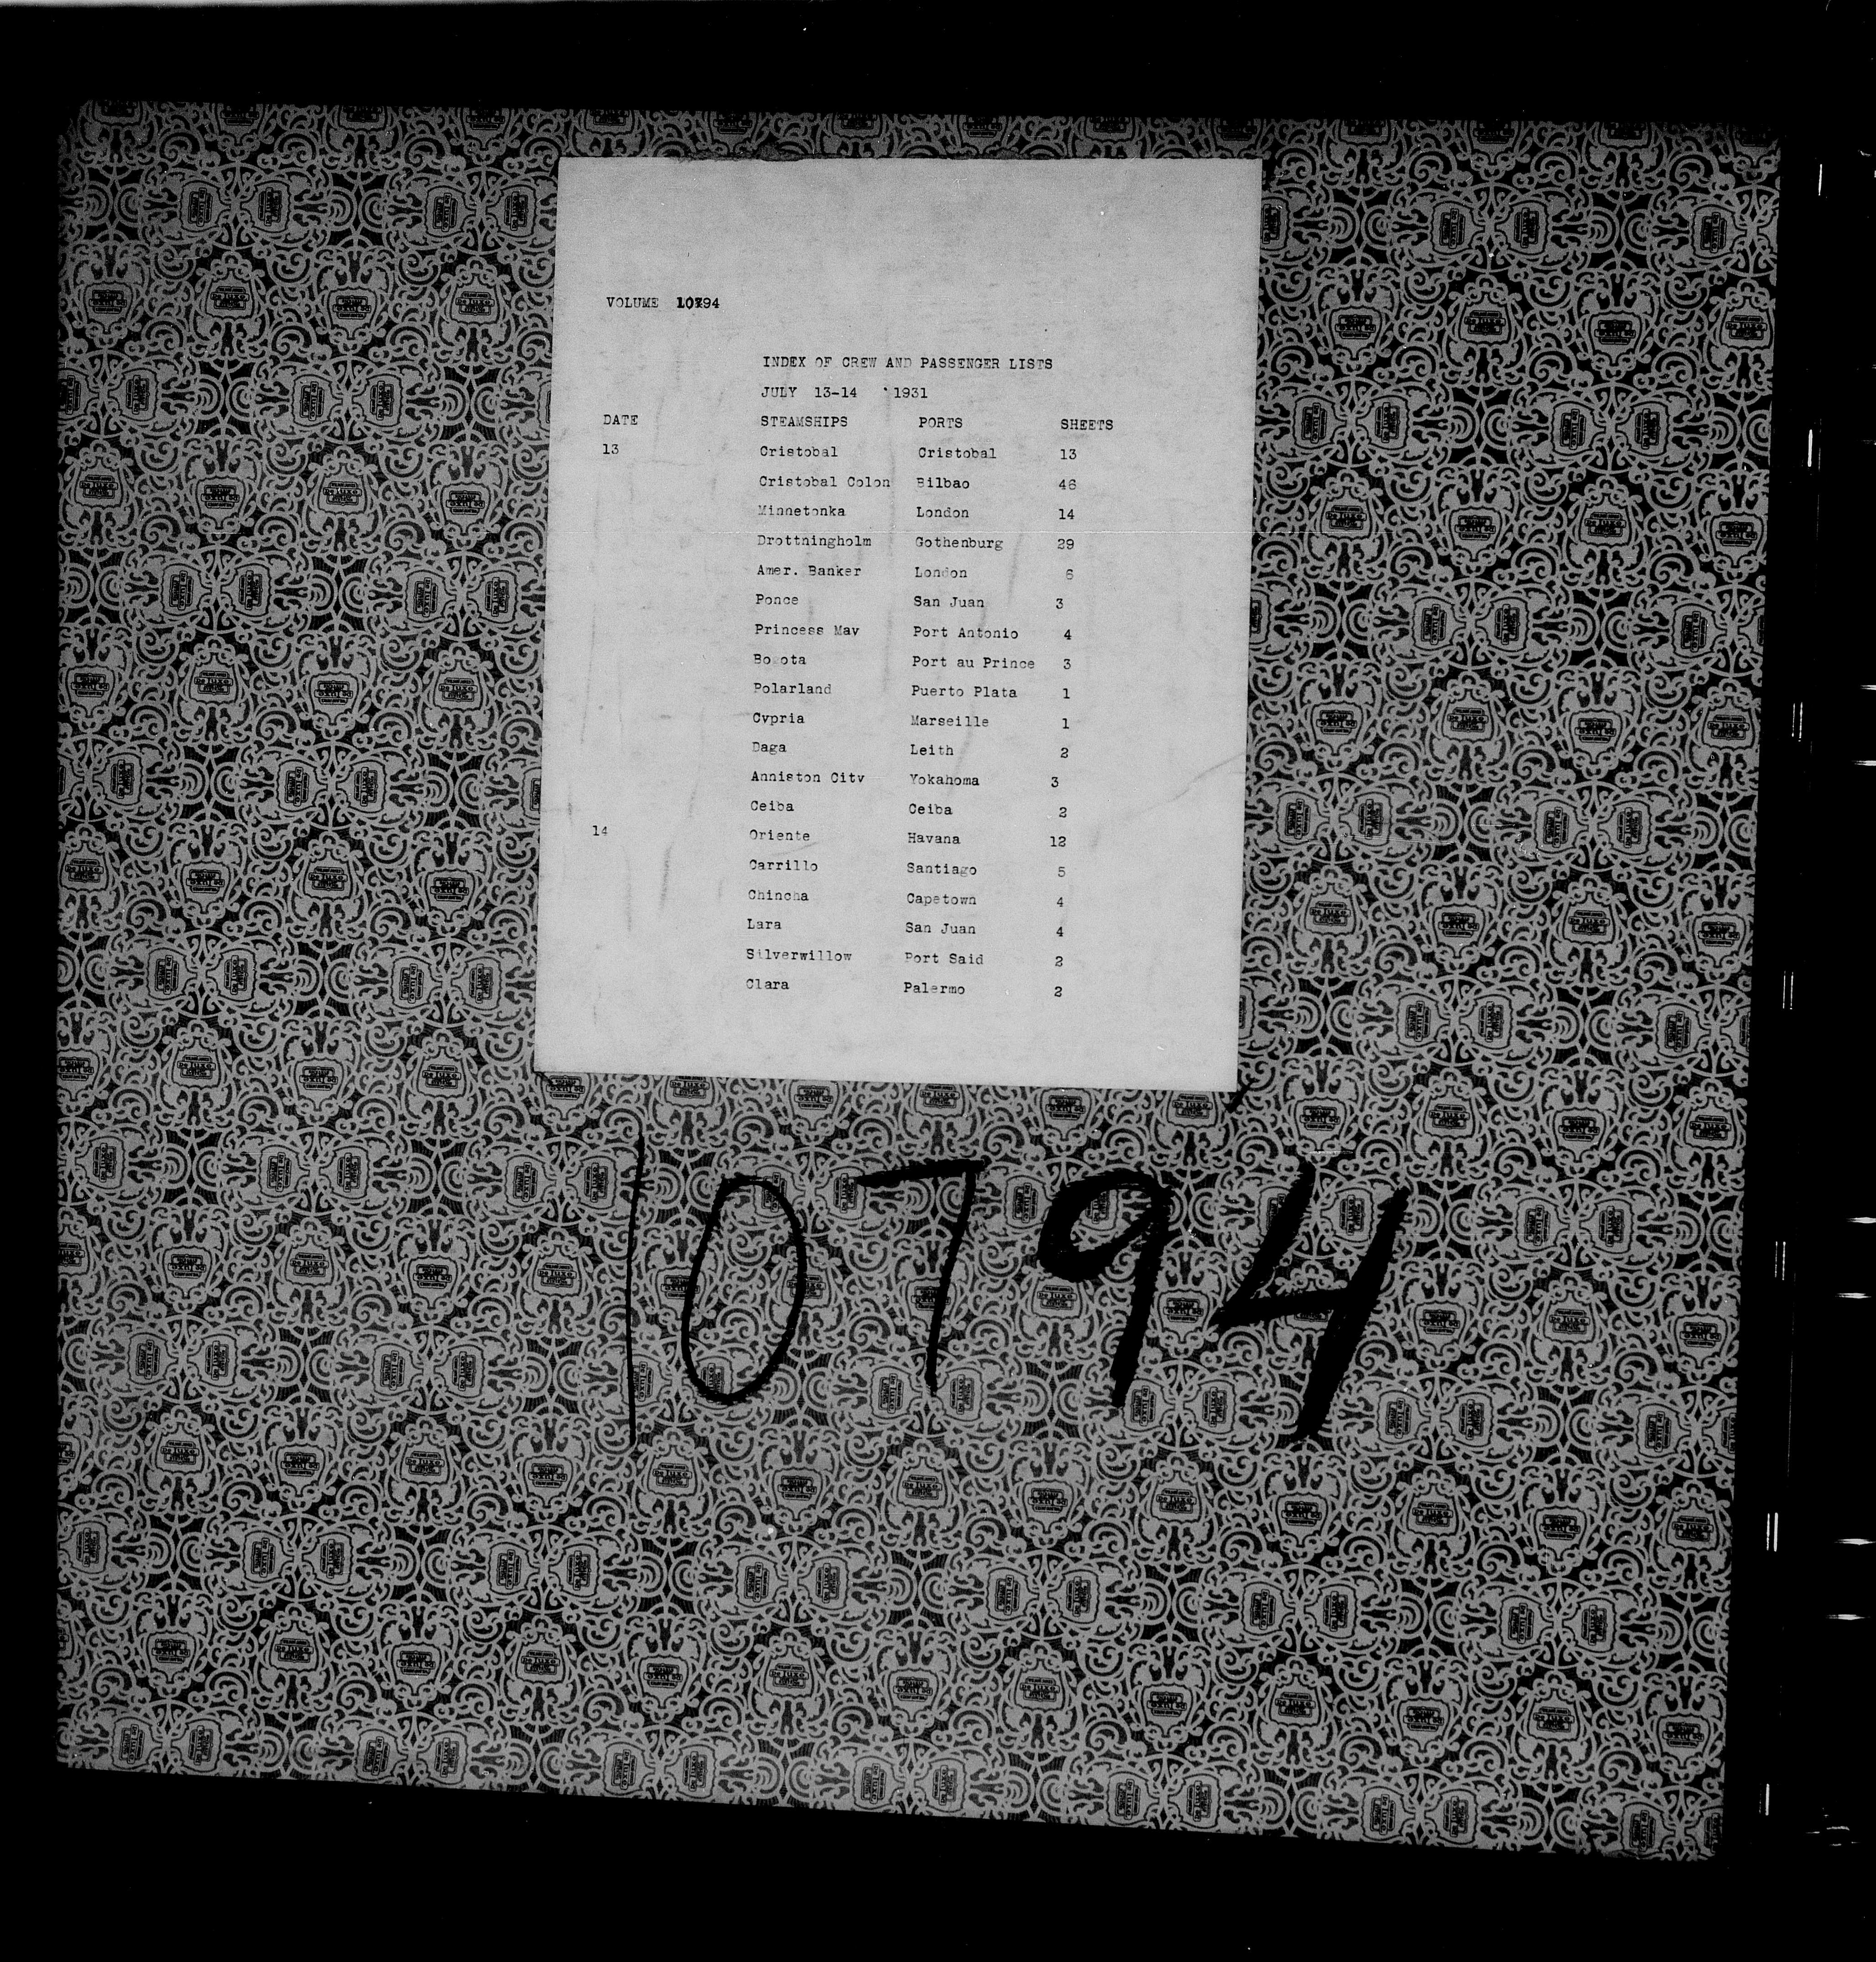 VOLUME 10794
INDEX OF CREW AND PASSENGER LISTS
JULY 13-14 1931
DATE STEAMSHIPS PORTS SHEETS
13 Cristobal Cristobal 13
Cristobal Colon Bilbao 46
Minnetonka London 14
Drottningholm Gothenburg 29
Amer. Banker London 6
Ponce San Juan 3
Princess May Port Antonio 4
Bogota Port au Prince 3
Polarland Puerto Plata 1
Cypria Marseille 1
Daga Leith 2
Anniston City Yokahoma 3
Ceiba Ceiba 2
14 Oriente Havana 12
Carrillo Santiago 5
Chincha Capetown 4
Lara San Juan 4
Silverwillow Port Said 2
Clara Palermo 2
10794